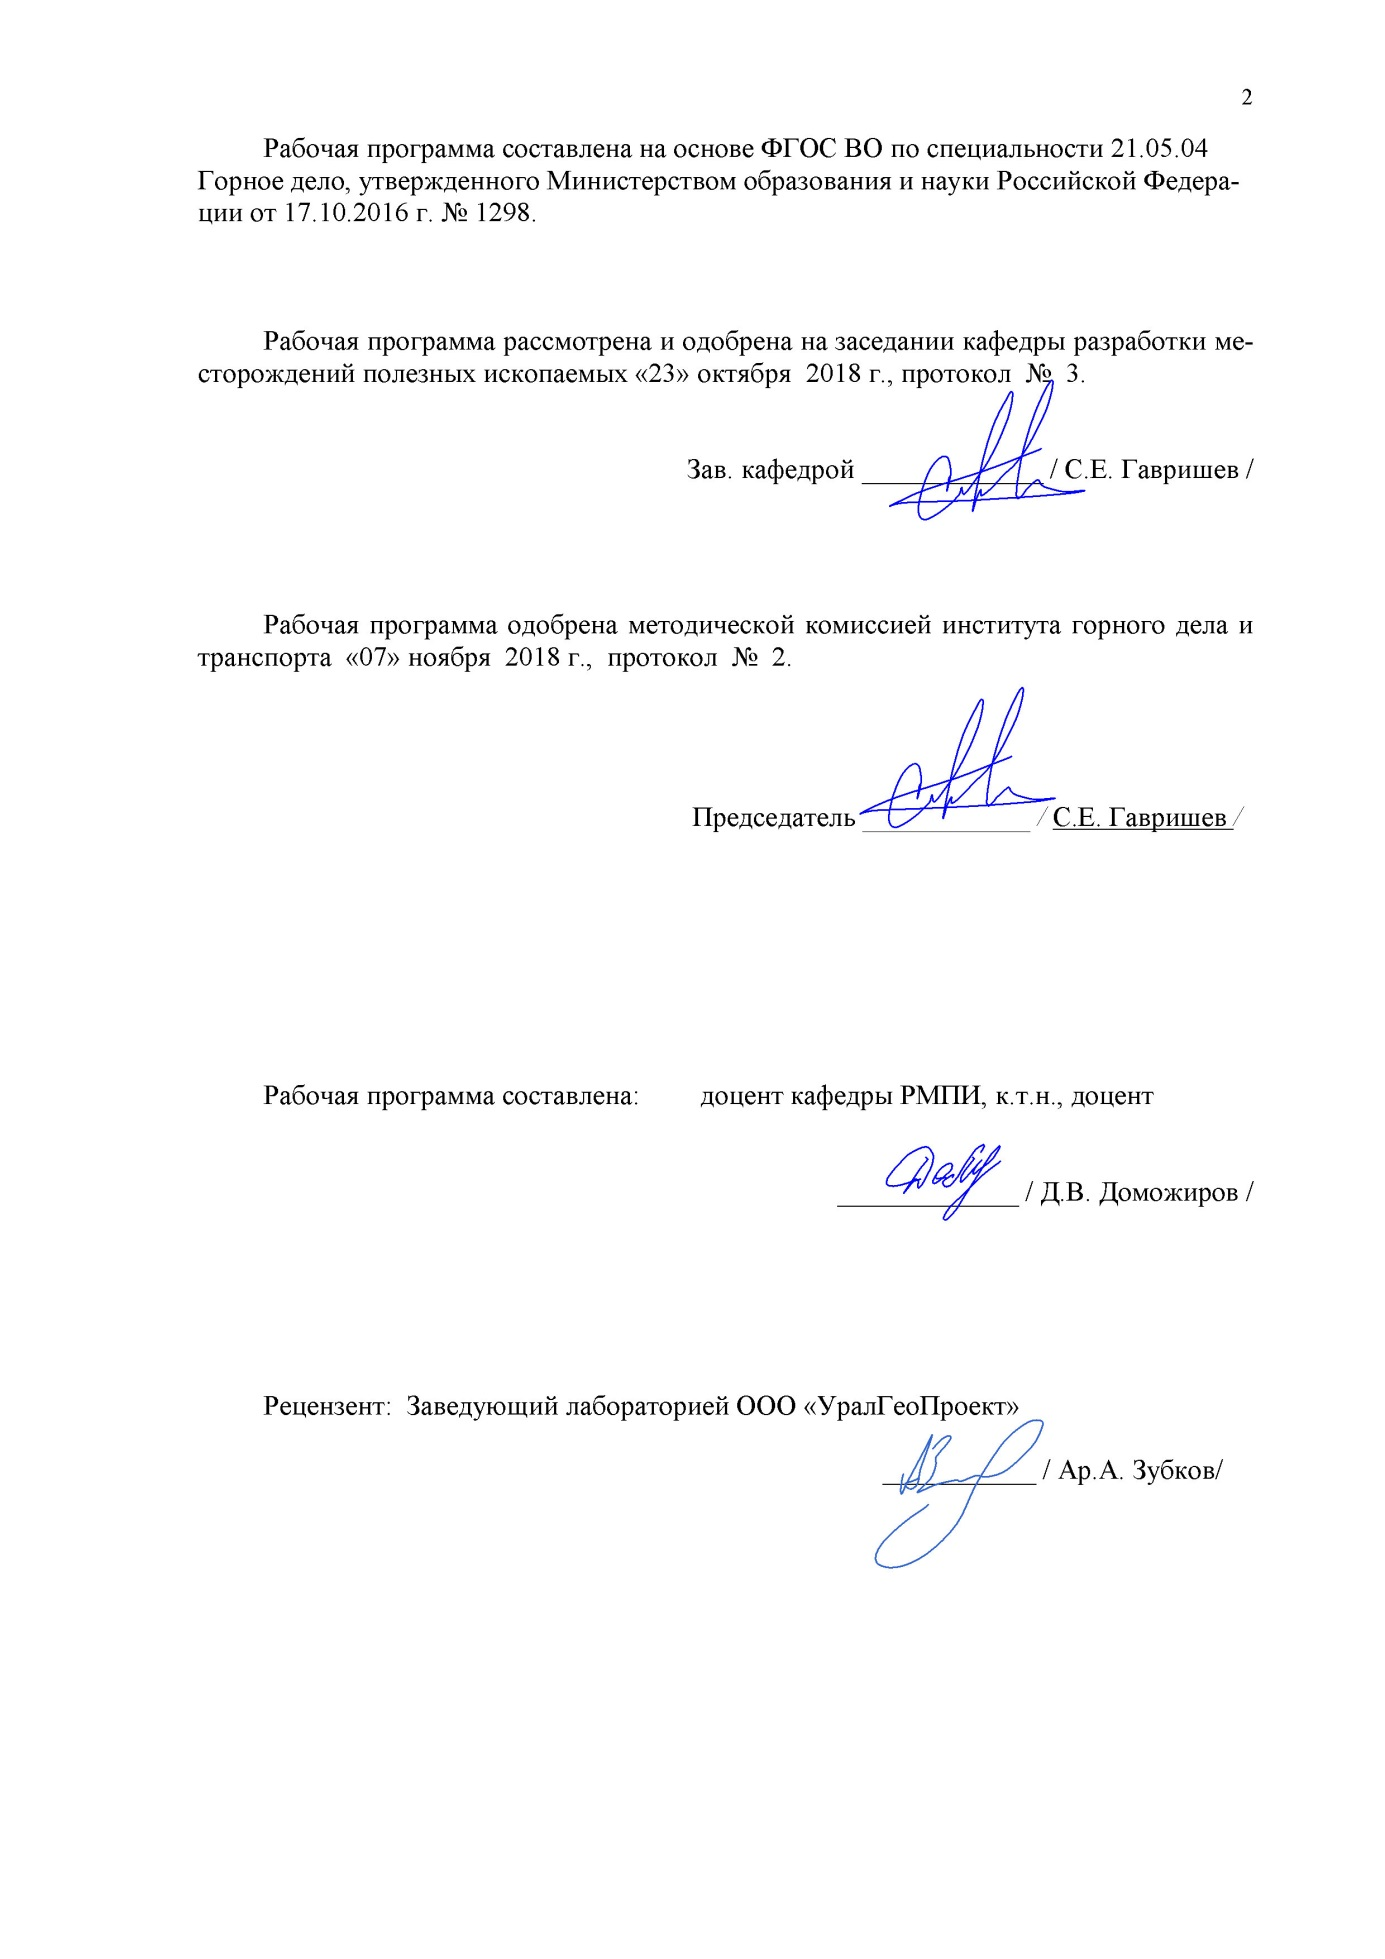 2
Рабочая программа составлена на основе ФГОС ВО по специальности 21.05.04
Горное дело, утвержденного Министерством образования и науки Российской Федера-
ции от 17.10.2016 г. № 1298.
Рабочая программа рассмотрена и одобрена на заседании кафедры разработки ме-
сторождений полезных ископаемых «23» октября 2018 г., протокол № 3.
Зав. кафедрой _____________ / С.Е. Гавришев /
Рабочая программа одобрена методической комиссией института горного дела и
транспорта «07» ноября 2018 г., протокол № 2.
Председатель ____________ / С.Е. Гавришев /
Рабочая программа составлена: доцент кафедры РМПИ, к.т.н., доцент
_____________ / Д.В. Доможиров /
Рецензент: Заведующий лабораторией ООО «УралГеоПроект»
___________ / Ар.А. Зубков/